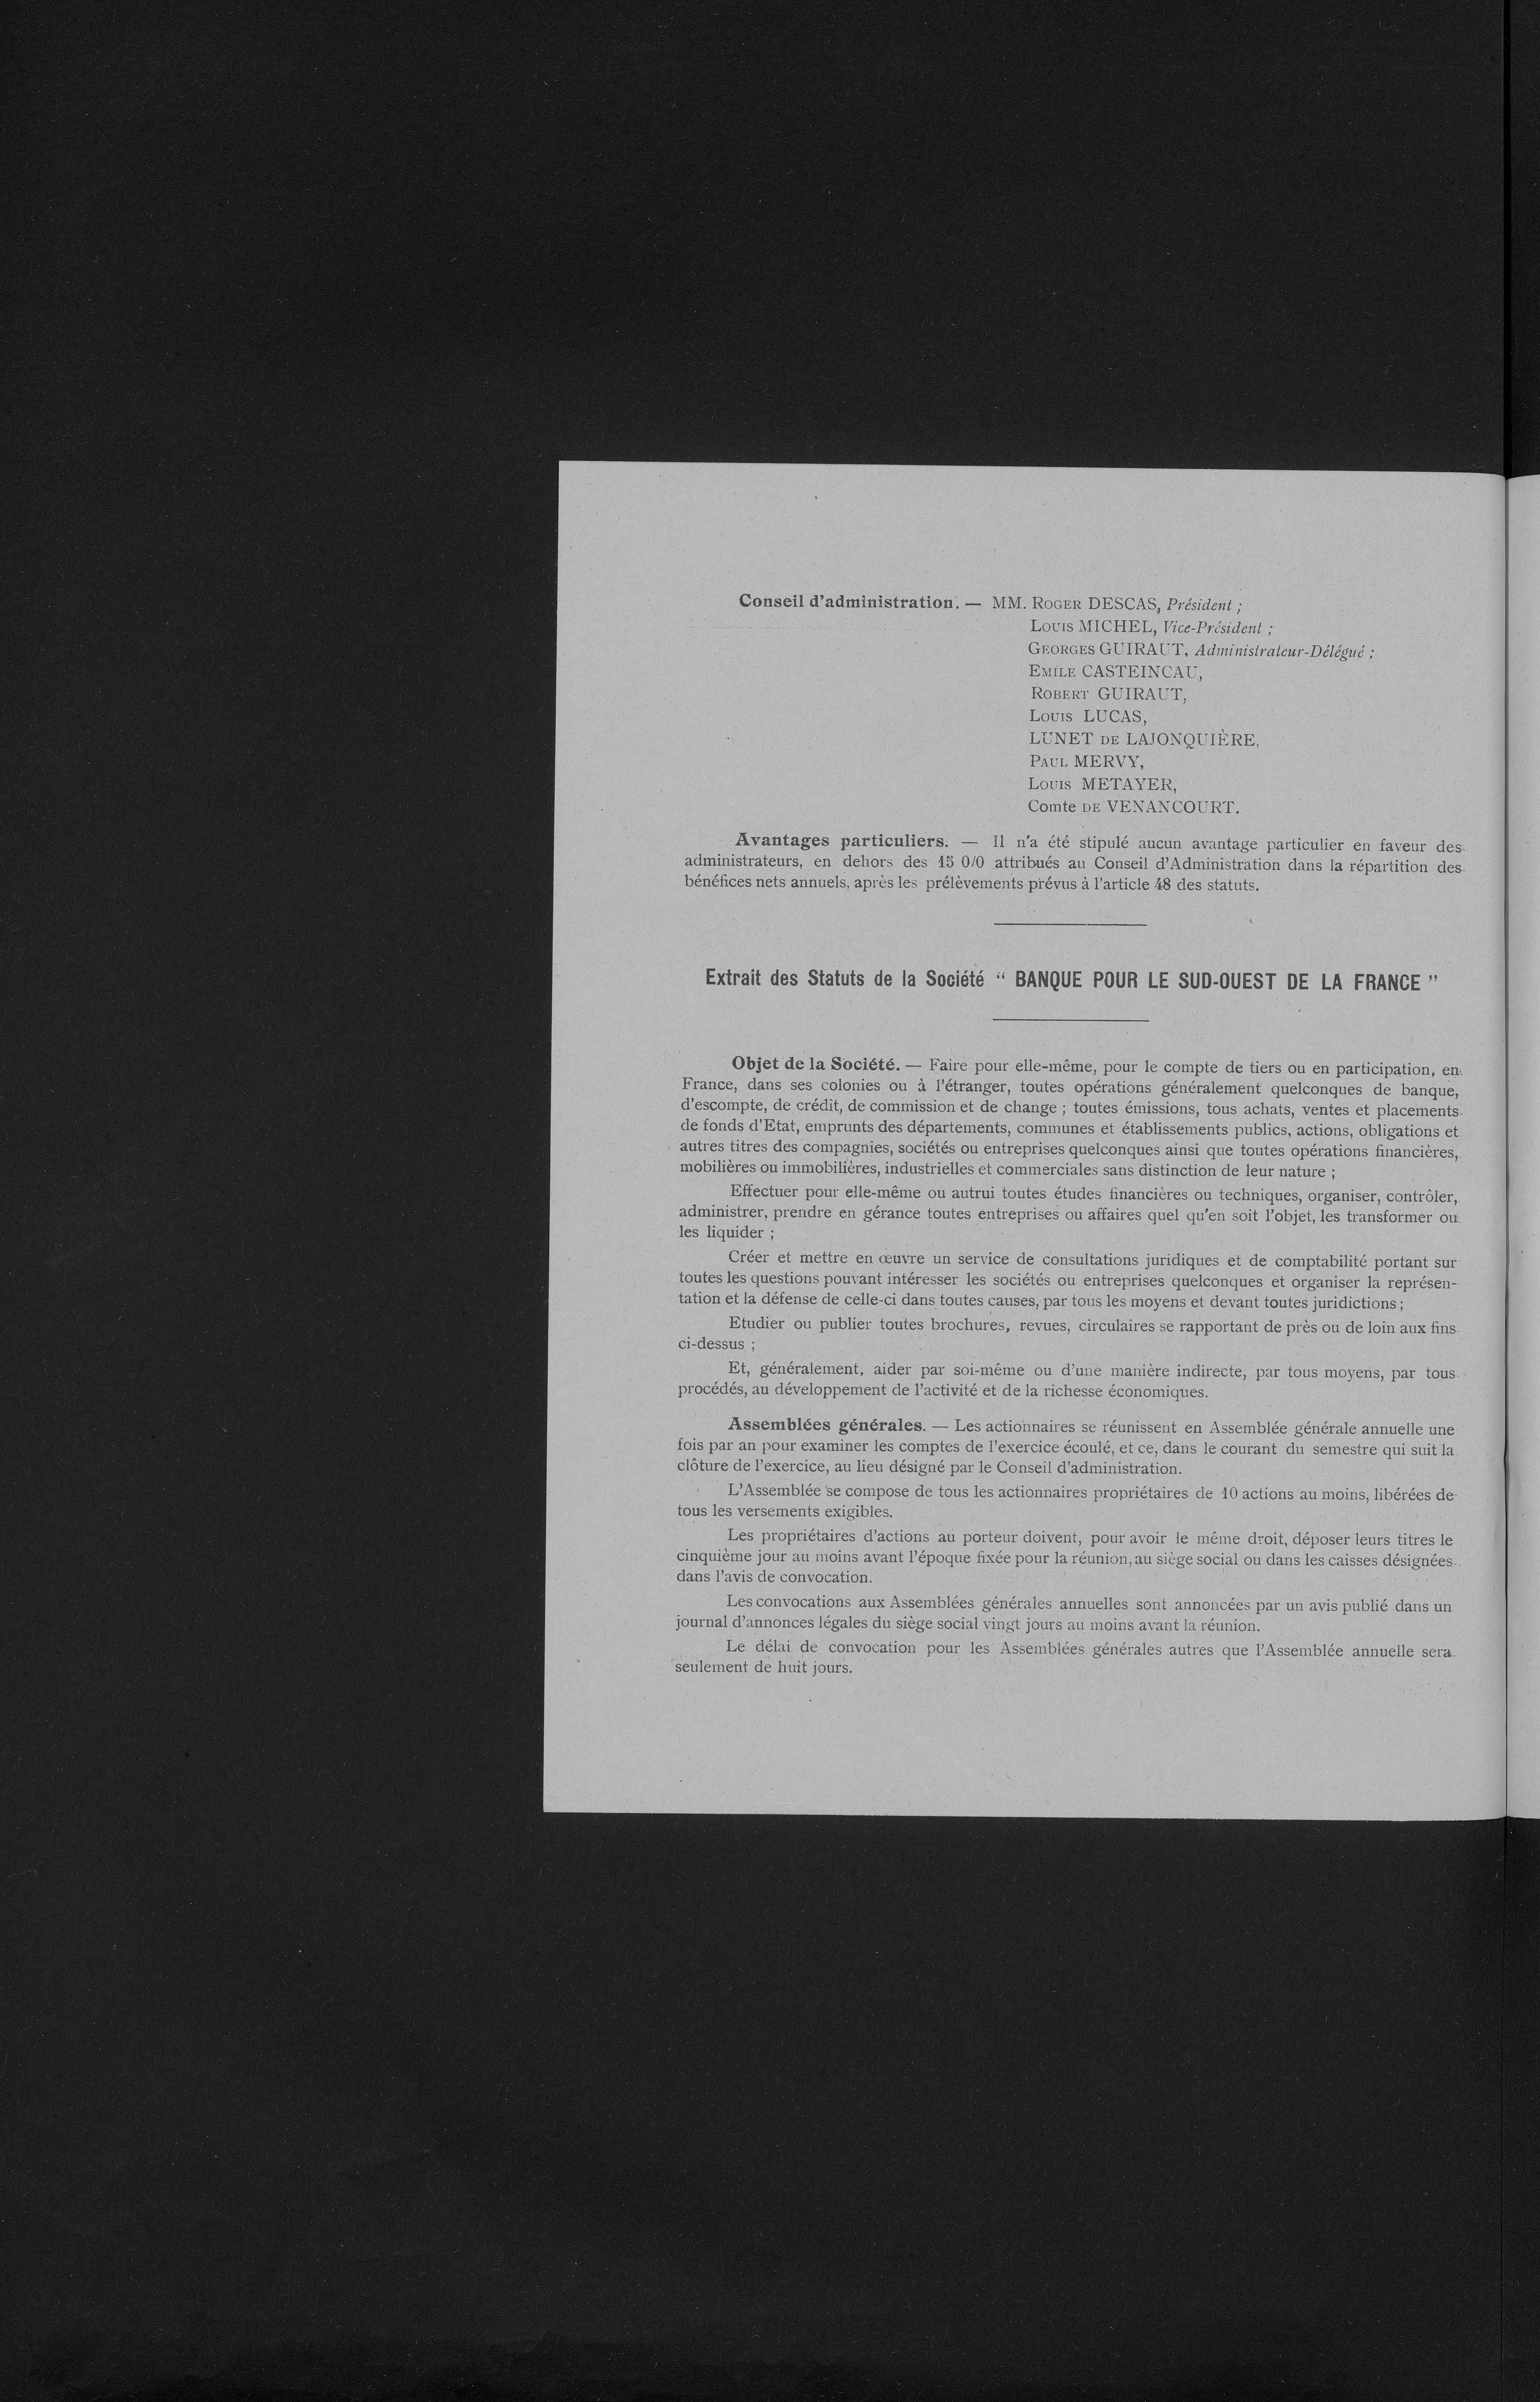 Conseil d'administration. — MM. ROGER DESCAS, Président ;
LOUIS MICHEL, Vice-Président ;
GEORGES GUIRAUT, Administrateur-Délégué ;
EMILE CASTEINCAU,
ROBERT GUIRAUT,
LOUIS LUCAS,
LUNET DE LAJONQUIÈRE,
PAUL MERVY,
LOUIS METAYER,
Comte DE VENANCOURT.
Avantages particuliers. — Il n'a été stipulé aucun avantage particulier en faveur des
administrateurs, en dehors des 15 0/0 attribués au Conseil d'Administration dans la répartition des
bénéfices nets annuels, après les prélèvements prévus à l'article 48 des statuts.
Extrait des Statuts de la Société “ BANQUE POUR LE SUD-OUEST DE LA FRANCE ”
Objet de la Société. — Faire pour elle-même, pour le compte de tiers ou en participation, en
France, dans ses colonies ou à l'étranger, toutes opérations généralement quelconques de banque,
d'escompte, de crédit, de commission et de change ; toutes émissions, tous achats, ventes et placements
de fonds d'Etat, emprunts des départements, communes et établissements publics, actions, obligations et
autres titres des compagnies, sociétés ou entreprises quelconques ainsi que toutes opérations financières,
mobilières ou immobilières, industrielles et commerciales sans distinction de leur nature ;
Effectuer pour elle-même ou autrui toutes études financières ou techniques, organiser, contrôler,
administrer, prendre en gérance toutes entreprises ou affaires quel qu'en soit l'objet, les transformer ou
les liquider ;
Créer et mettre en œuvre un service de consultations juridiques et de comptabilité portant sur
toutes les questions pouvant intéresser les sociétés ou entreprises quelconques et organiser la représen-
tation et la défense de celle-ci dans toutes causes, par tous les moyens et devant toutes juridictions ;
Etudier ou publier toutes brochures, revues, circulaires se rapportant de près ou de loin aux fins
ci-dessus ;
Et, généralement, aider par soi-même ou d'une manière indirecte, par tous moyens, par tous
procédés, au développement de l'activité et de la richesse économiques.
Assemblées générales. — Les actionnaires se réunissent en Assemblée générale annuelle une
fois par an pour examiner les comptes de l'exercice écoulé, et ce, dans le courant du semestre qui suit la
clôture de l'exercice, au lieu désigné par le Conseil d'administration.
L'Assemblée se compose de tous les actionnaires propriétaires de 10 actions au moins, libérées de
tous les versements exigibles.
Les propriétaires d'actions au porteur doivent, pour avoir le même droit, déposer leurs titres le
cinquième jour au moins avant l'époque fixée pour la réunion, au siège social ou dans les caisses désignées
dans l'avis de convocation.
Les convocations aux Assemblées générales annuelles sont annoncées par un avis publié dans un
journal d'annonces légales du siège social vingt jours au moins avant la réunion.
Le délai de convocation pour les Assemblées générales autres que l'Assemblée annuelle sera
seulement de huit jours.